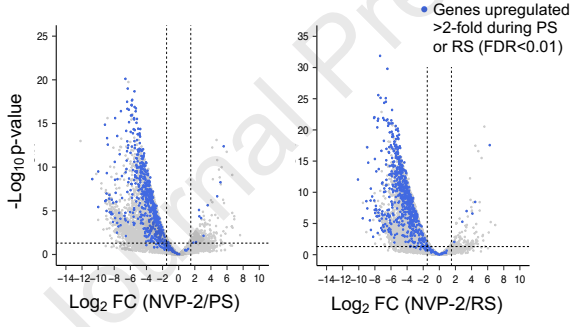 Genes upregulated
>2-fold during PS
or RS (FDR<0.01)
Journal Pre
-Log10 p-value
25
20
15
10
5
0
−14−12−10−8 −6 −4 −2 0 2 4 6 8 10
Log2 FC (NVP-2/PS)
35
30
25
20
15
10
5
0
−14−12−10−8 −6 −4 −2 0 2 4 6 8 10
Log2 FC (NVP-2/RS)